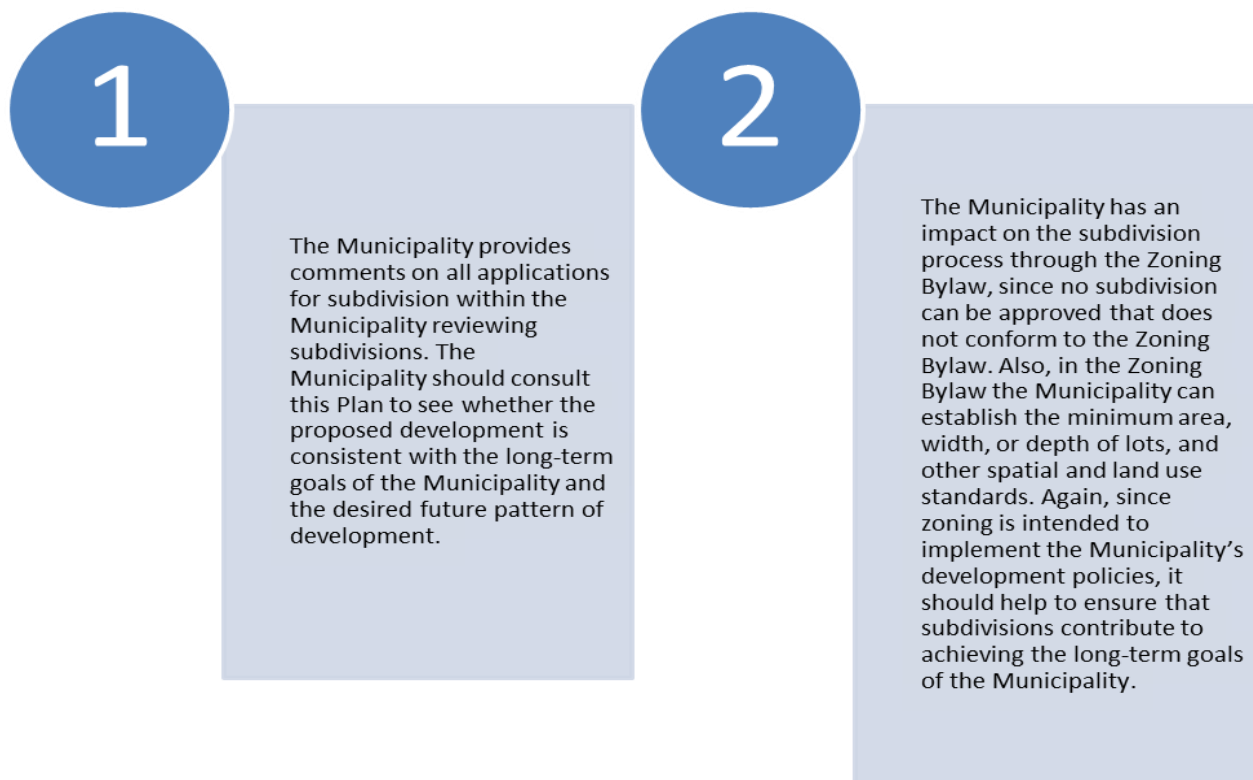 1
The Municipality provides
comments on all applications
for subdivision within the
Municipality reviewing
subdivisions. The
Municipality should consult
this Plan to see whether the
proposed development is
consistent with the long-term
goals of the Municipality and
the desired future pattern of
development.
2
The Municipality has an
impact on the subdivision
process through the Zoning
Bylaw, since no subdivision
can be approved that does
not conform to the Zoning
Bylaw. Also, in the Zoning
Bylaw the Municipality can
establish the minimum area,
width, or depth of lots, and
other spatial and land use
standards. Again, since
zoning is intended to
implement the Municipality’s
development policies, it
should help to ensure that
subdivisions contribute to
achieving the long-term goals
of the Municipality.